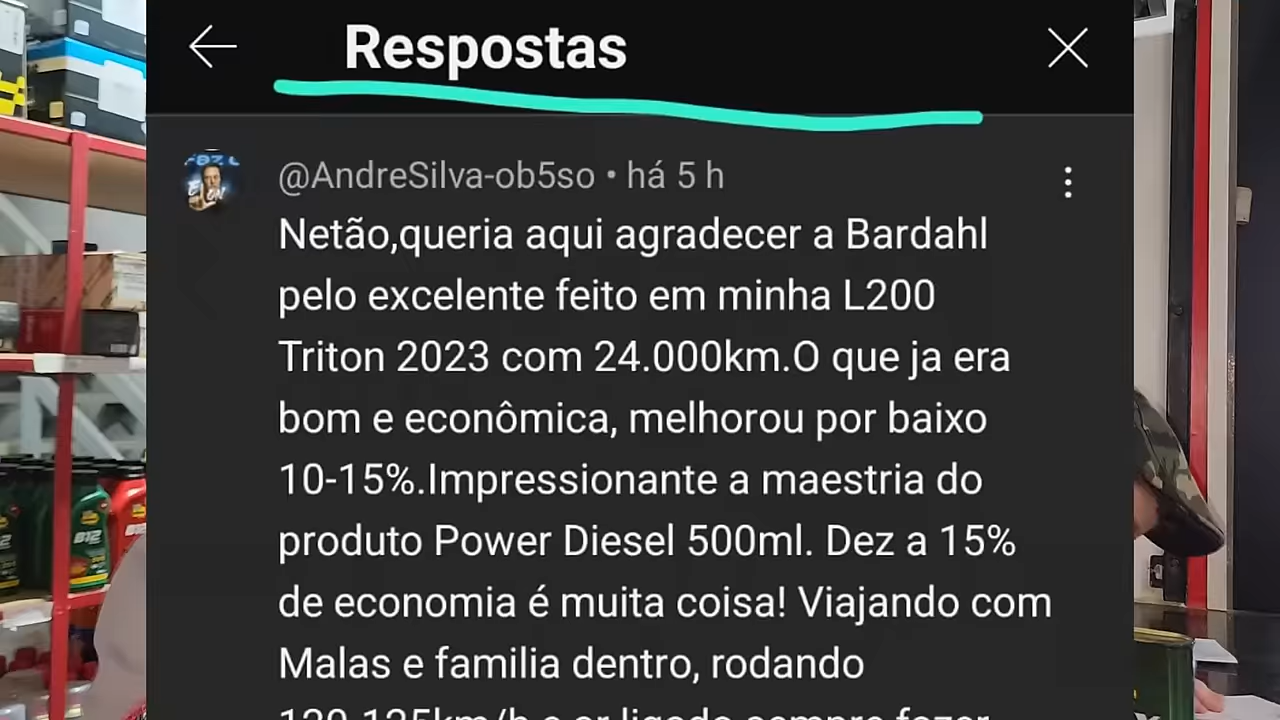 Respostas
@AndreSilva-ob5so • há 5 h
Netão,queria aqui agradecer a Bardahl
pelo excelente feito em minha L200
Triton 2023 com 24.000km.O que ja era
bom e econômica, melhorou por baixo
10-15%.Impressionante a maestria do
produto Power Diesel 500ml. Dez a 15%
de economia é muita coisa! Viajando com
Malas e familia dentro, rodando
B12